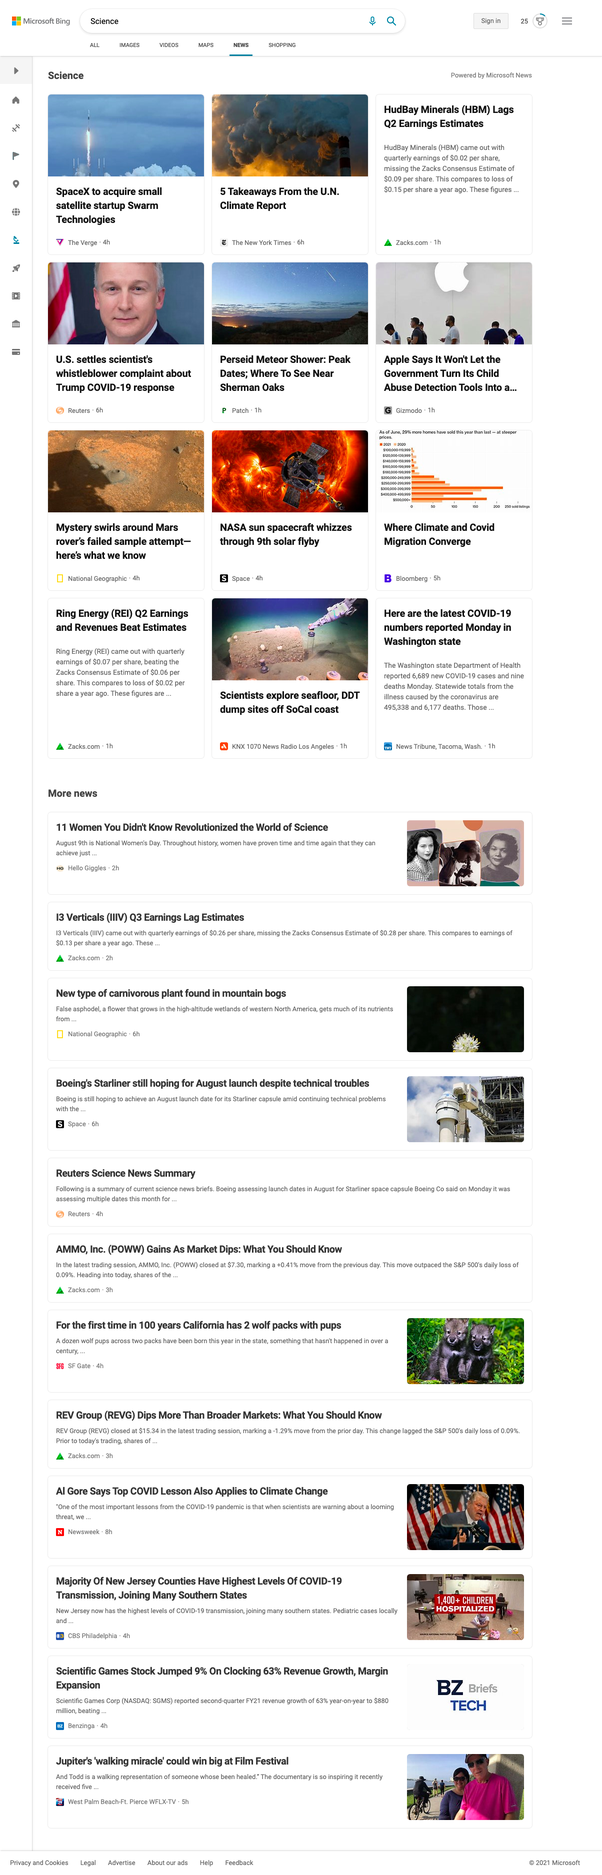 Microsoft Bing
Science
Sign in
25
ALL IMAGES VIDEOS MAPS NEWS SHOPPING
Science
Powered by Microsoft News
SpaceX to acquire small
satellite startup Swarm
Technologies
The Verge · 4h
5 Takeaways From the U.N.
Climate Report
The New York Times · 6h
HudBay Minerals (HBM) Lags
Q2 Earnings Estimates
HudBay Minerals (HBM) came out with
quarterly earnings of $0.02 per share,
missing the Zacks Consensus Estimate of
$0.09 per share. This compares to loss of
$0.15 per share a year ago. These figures ...
Zacks.com · 1h
U.S. settles scientist's
whistleblower complaint about
Trump COVID-19 response
Reuters · 6h
Perseid Meteor Shower: Peak
Dates; Where To See Near
Sherman Oaks
Patch · 1h
Apple Says It Won't Let the
Government Turn Its Child
Abuse Detection Tools Into a...
Gizmodo · 1h
Mystery swirls around Mars
rover's failed sample attempt—
here's what we know
National Geographic · 4h
NASA sun spacecraft whizzes
through 9th solar flyby
Space · 4h
As of June, 29% more homes have sold this year than last — at steeper
prices.
2021 2020
0 50 100 150 200 250 sold listings
Where Climate and Covid
Migration Converge
Bloomberg · 5h
Ring Energy (REI) Q2 Earnings
and Revenues Beat Estimates
Ring Energy (REI) came out with quarterly
earnings of $0.07 per share, beating the
Zacks Consensus Estimate of $0.06 per
share. This compares to loss of $0.02 per
share a year ago. These figures are ...
Zacks.com · 1h
Scientists explore seafloor, DDT
dump sites off SoCal coast
KNX 1070 News Radio Los Angeles · 1h
Here are the latest COVID-19
numbers reported Monday in
Washington state
The Washington state Department of Health
reported 6,689 new COVID-19 cases and nine
deaths Monday. Statewide totals from the
illness caused by the coronavirus are
495,338 and 6,177 deaths. Those ...
News Tribune, Tacoma, Wash. · 1h
More news
11 Women You Didn't Know Revolutionized the World of Science
August 9th is National Women's Day. Throughout history, women have proven time and time again that they can
achieve just ...
Hello Giggles · 2h
I3 Verticals (IIIV) Q3 Earnings Lag Estimates
I3 Verticals (IIIV) came out with quarterly earnings of $0.26 per share, missing the Zacks Consensus Estimate of $0.28 per share. This compares to earnings of
$0.13 per share a year ago. These ...
Zacks.com · 2h
New type of carnivorous plant found in mountain bogs
False asphodel, a flower that grows in the high-altitude wetlands of western North America, gets much of its nutrients
from ...
National Geographic · 6h
Boeing's Starliner still hoping for August launch despite technical troubles
Boeing is still hoping to achieve an August launch date for its Starliner capsule amid continuing technical problems
with the ...
Space · 6h
Reuters Science News Summary
Following is a summary of current science news briefs. Boeing assessing launch dates in August for Starliner space capsule Boeing Co said on Monday it was
assessing multiple dates this month for ...
Reuters · 4h
AMMO, Inc. (POWW) Gains As Market Dips: What You Should Know
In the latest trading session, AMMO, Inc. (POWW) closed at $7.30, marking a +0.41% move from the previous day. This move outpaced the S&P 500's daily loss of
0.09%. Heading into today, shares of the ...
Zacks.com · 3h
For the first time in 100 years California has 2 wolf packs with pups
A dozen wolf pups across two packs have been born this year in the state, something that hasn't happened in over a
century, ...
SF Gate · 4h
REV Group (REVG) Dips More Than Broader Markets: What You Should Know
REV Group (REVG) closed at $15.34 in the latest trading session, marking a -1.29% move from the prior day. This change lagged the S&P 500's daily loss of 0.09%.
Prior to today's trading, shares of ...
Zacks.com · 3h
Al Gore Says Top COVID Lesson Also Applies to Climate Change
"One of the most important lessons from the COVID-19 pandemic is that when scientists are warning about a looming
threat, we ...
Newsweek · 8h
Majority Of New Jersey Counties Have Highest Levels Of COVID-19
Transmission, Joining Many Southern States
New Jersey now has the highest levels of COVID-19 transmission, joining many southern states. Pediatric cases locally
and ...
CBS Philadelphia · 4h
1,400+ CHILDREN
HOSPITALIZED
Scientific Games Stock Jumped 9% On Clocking 63% Revenue Growth, Margin
Expansion
Scientific Games Corp (NASDAQ: SGMS) reported second-quarter FY21 revenue growth of 63% year-on-year to $880
million, beating ...
Benzinga · 4h
BZ Briefs
TECH
Jupiter's 'walking miracle' could win big at Film Festival
And Todd is a walking representation of someone whose been healed." The documentary is so inspiring it recently
received five ...
West Palm Beach-Ft. Pierce WFLX-TV · 5h
Privacy and Cookies Legal Advertise About our ads Help Feedback
© 2021 Microsoft